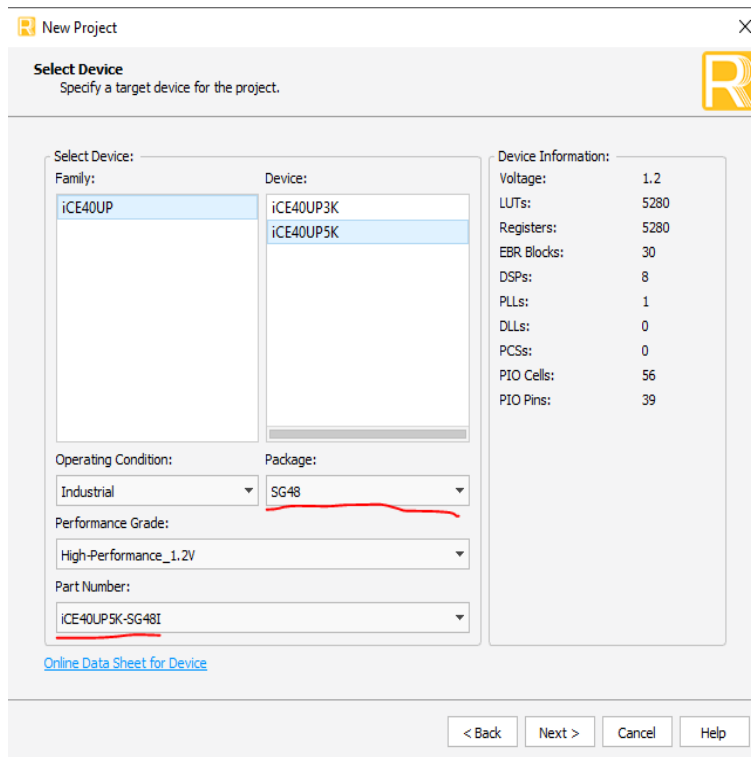 New Project
Select Device
Specify a target device for the project.
Select Device:
Family:
Device:
iCE40UP
iCE40UP3K
iCE40UP5K
Operating Condition:
Package:
Industrial
SG48
Performance Grade:
High-Performance_1.2V
Part Number:
iCE40UP5K-SG48I
Online Data Sheet for Device
Device Information:
Voltage: 1.2
LUTs: 5280
Registers: 5280
EBR Blocks: 30
DSPs: 8
PLLs: 1
DLLs: 0
PCSs: 0
PIO Cells: 56
PIO Pins: 39
< Back
Next >
Cancel
Help